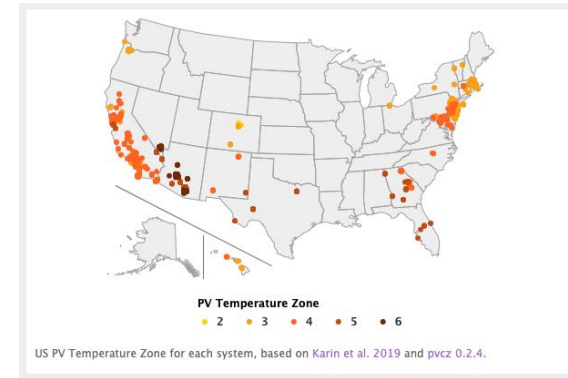 PV Temperature Zone
2 3 4 5 6
US PV Temperature Zone for each system, based on Karin et al. 2019 and pvcz 0.2.4.